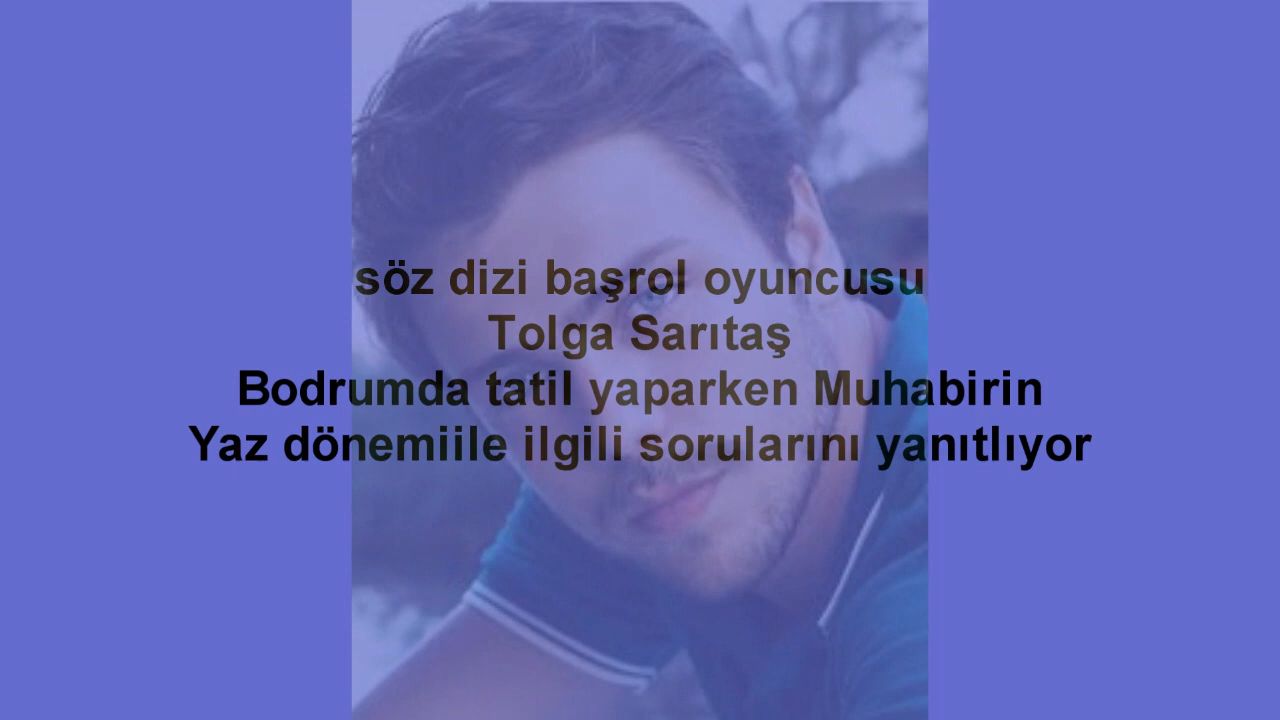 söz dizi başrol oyuncusu
Tolga Sarıtaş
Bodrumda tatil yaparken Muhabirin
Yaz dönemiile ilgili sorularını yanıtlıyor